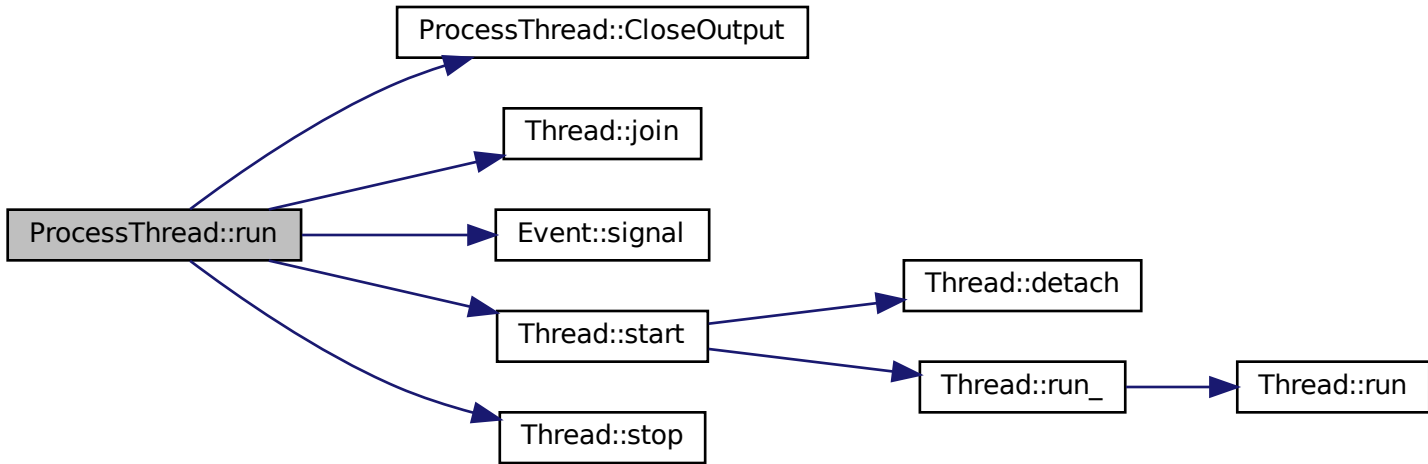 ProcessThread::CloseOutput
Thread::join
ProcessThread::run
Event::signal
Thread::detach
Thread::start
Thread::run_
Thread::run
Thread::stop